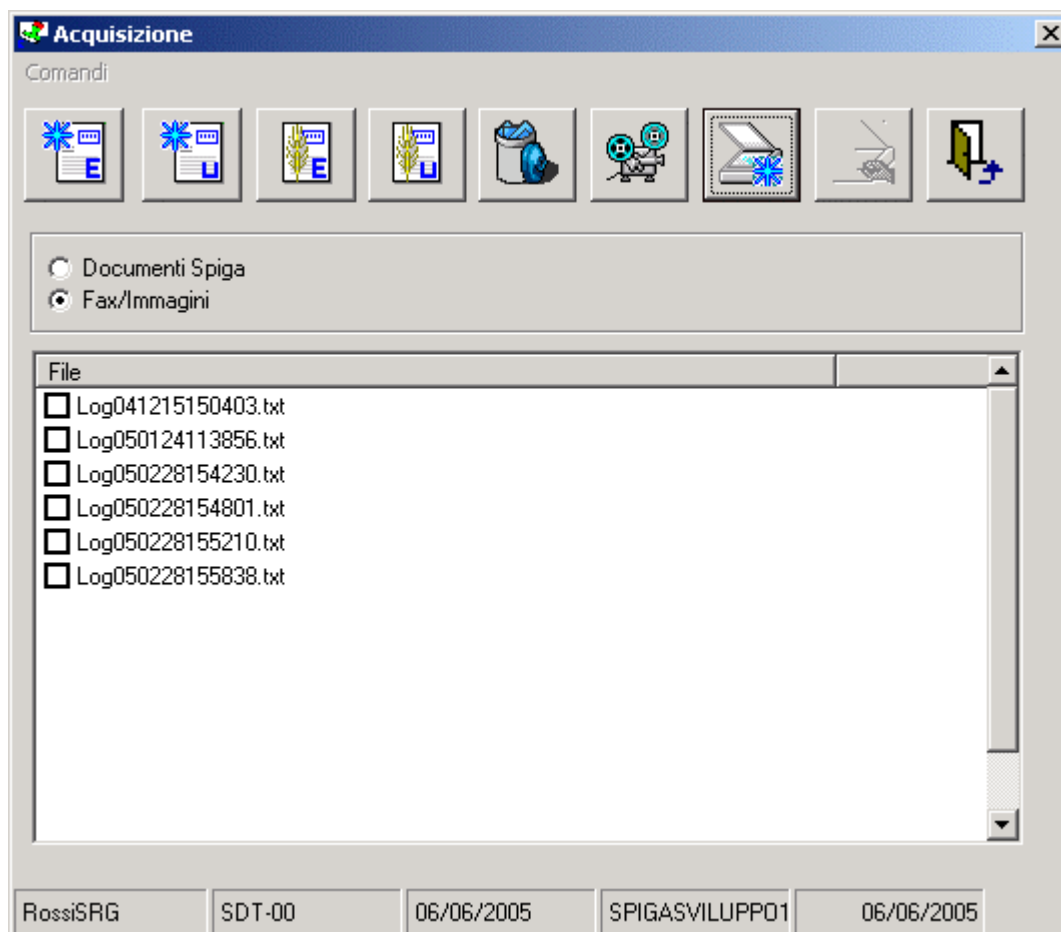 Acquisizione
Comandi
E
U
E
U
Documenti Spiga
Fax/Immagini
File
Log041215150403.txt
Log050124113856.txt
Log050228154230.txt
Log050228154801.txt
Log050228155210.txt
Log050228155838.txt
RossiSRG SDT-00 06/06/2005 SPIGASVILUPPO1 06/06/2005